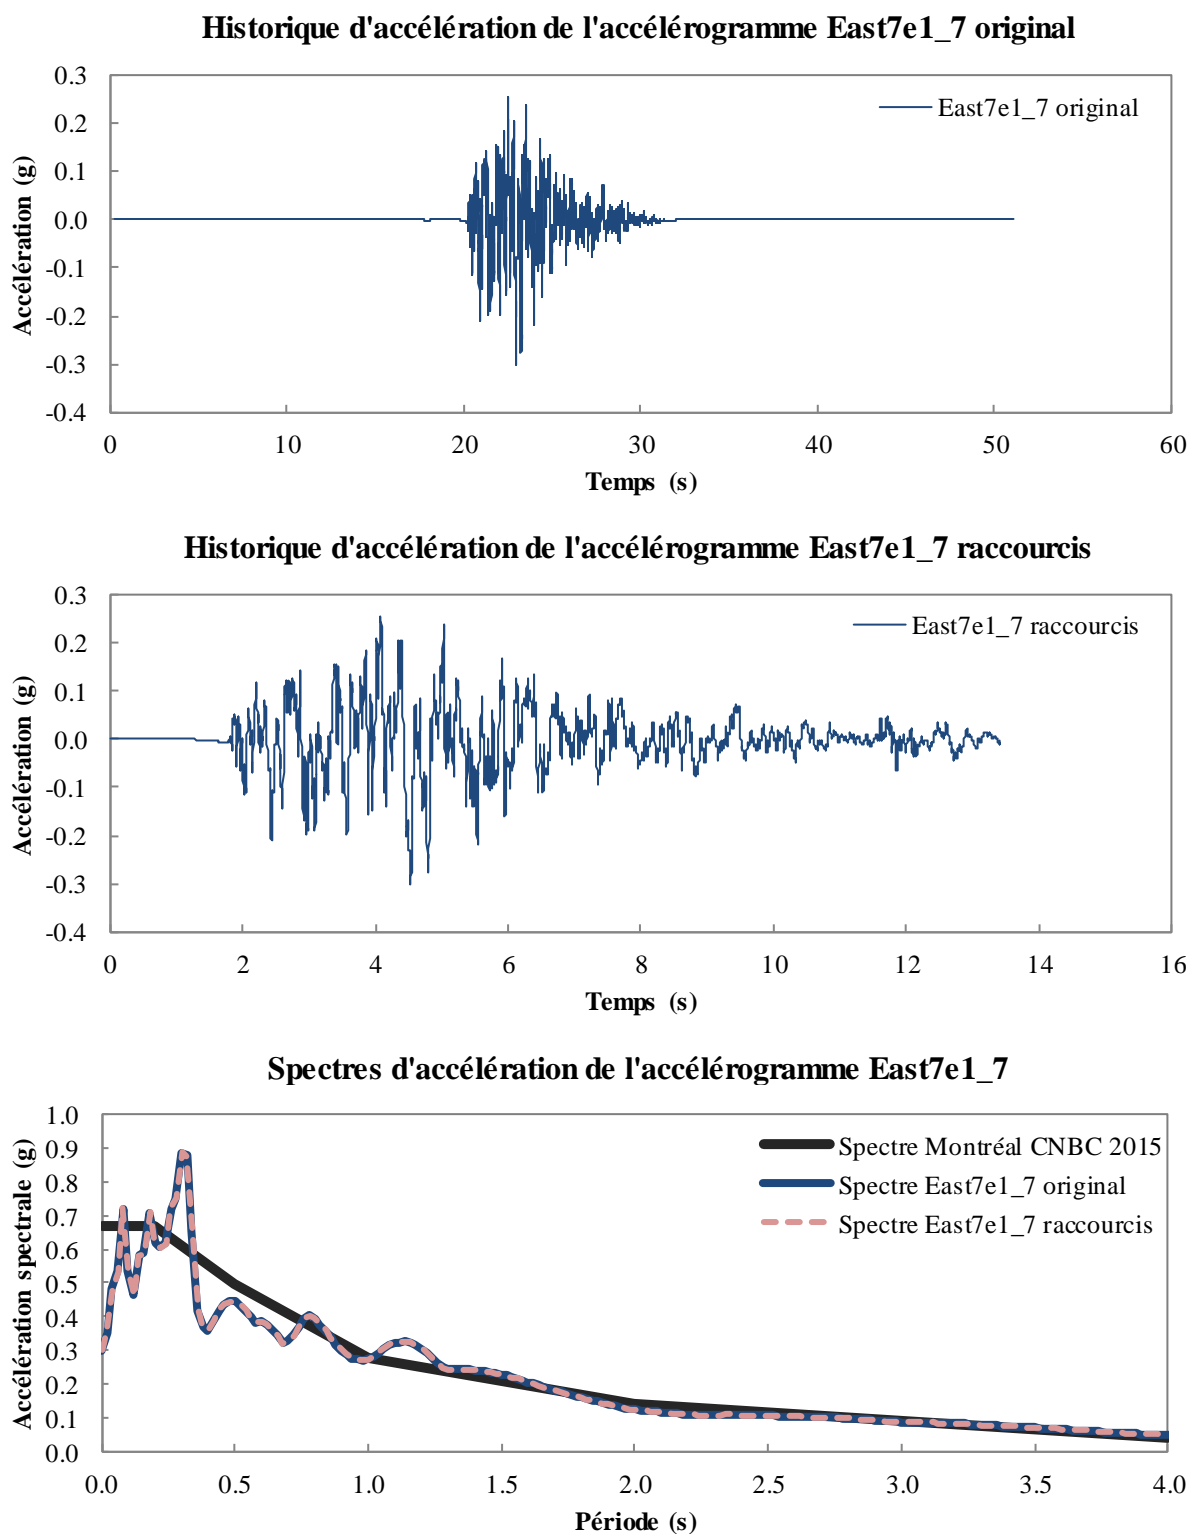 Historique d'accélération de l'accélérogramme East7e1_7 original
0.3
0.2
0.1
0.0
-0.1
-0.2
-0.3
-0.4
Accélération (g)
East7e1_7 original
0 10 20 30 40 50 60
Temps (s)
Historique d'accélération de l'accélérogramme East7e1_7 raccourcis
0.3
0.2
0.1
0.0
-0.1
-0.2
-0.3
-0.4
Accélération (g)
East7e1_7 raccourcis
0 2 4 6 8 10 12 14 16
Temps (s)
Spectres d'accélération de l'accélérogramme East7e1_7
1.0
0.9
0.8
0.7
0.6
0.5
0.4
0.3
0.2
0.1
0.0
Accélération spectrale (g)
Spectre Montréal CNBC 2015
Spectre East7e1_7 original
Spectre East7e1_7 raccourcis
0.0 0.5 1.0 1.5 2.0 2.5 3.0 3.5 4.0
Période (s)